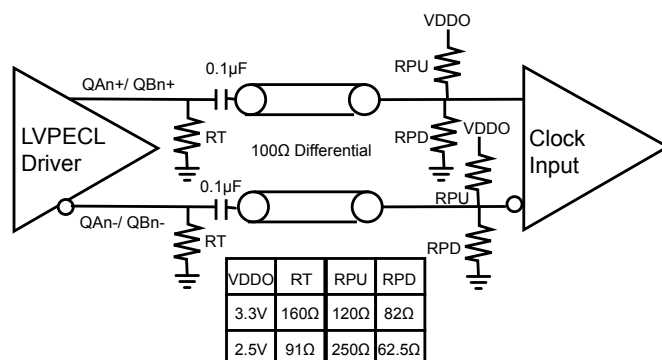 VDDO
QAn+/ QBn+
0.1µF
RPU
LVPECL
Driver
RT
100Ω Differential
RPD
VDDO
Clock
Input
0.1µF
RPU
QAn-/ QBn-
RT
RPD
VDDO RT RPU RPD
3.3V 160Ω 120Ω 82Ω
2.5V 91Ω 250Ω 62.5Ω